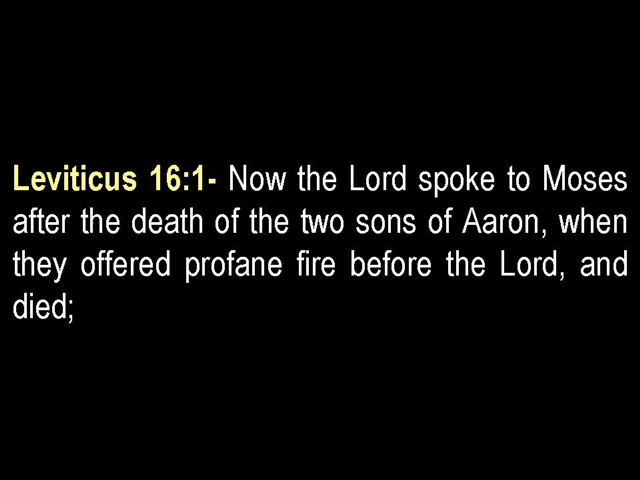 Leviticus 16:1- Now the Lord spoke to Moses
after the death of the two sons of Aaron, when
they offered profane fire before the Lord, and
died;